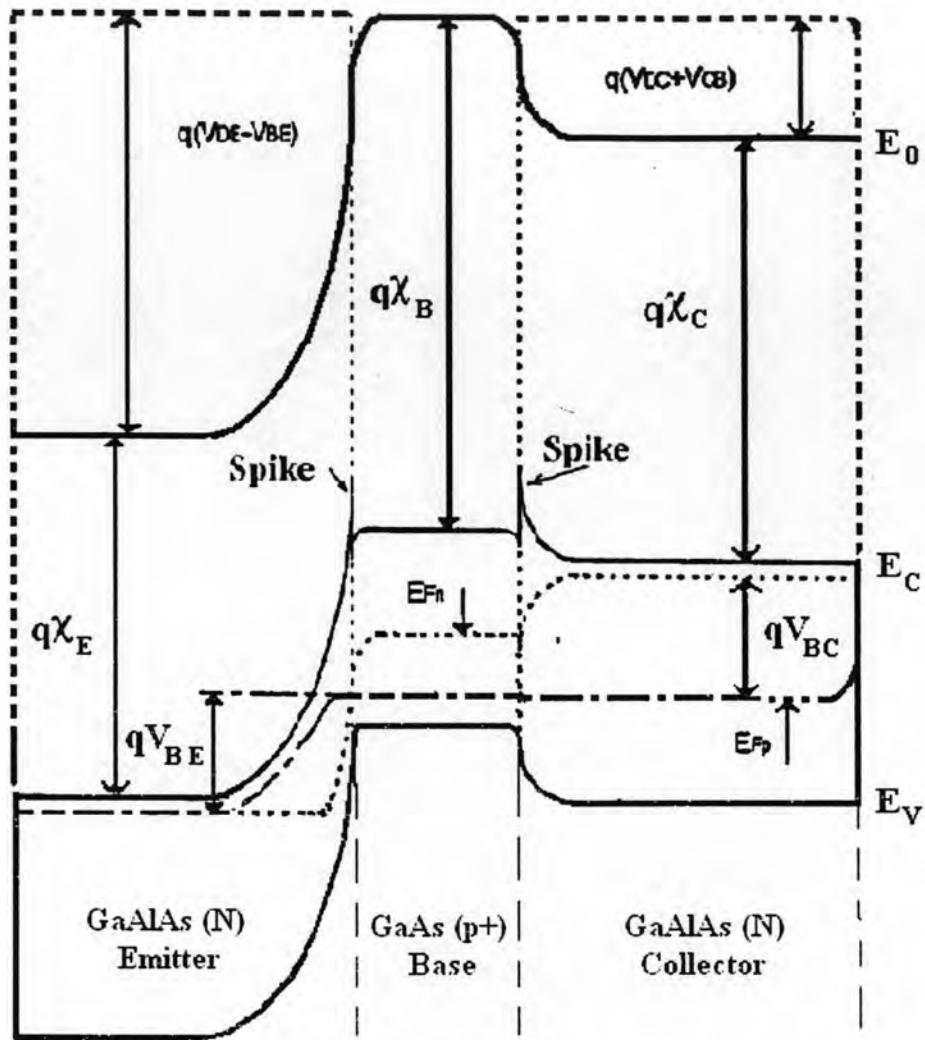 q(VDE-VBE)
q(VCC+VCB)
E0
qχB
qχC
Spike
Spike
EC
EFn
qχE
qVBC
qVBE
EFp
EV
GaAlAs (N)
Emitter
GaAs (p+)
Base
GaAlAs (N)
Collector